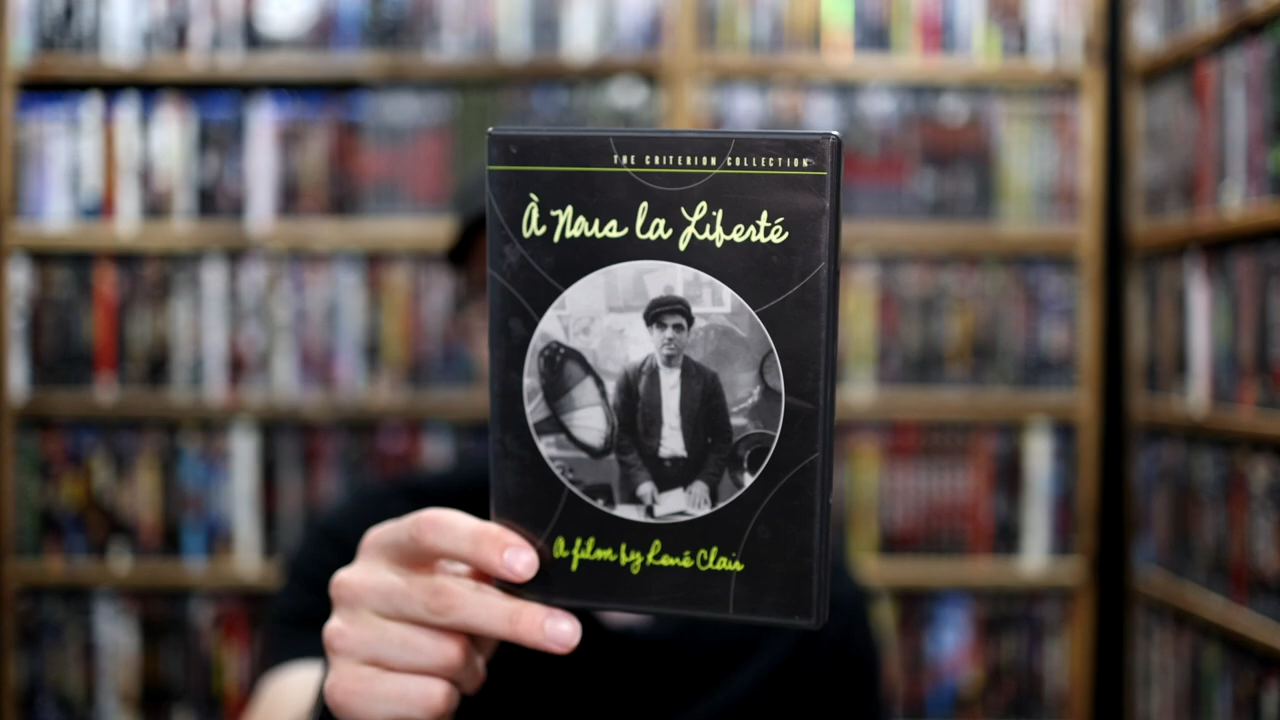 THE CRITERION COLLECTION
À Nous la Liberté
A film by René Clair